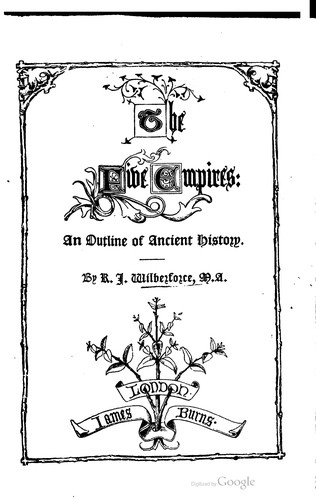 The
Five Empires:
An Outline of Ancient History.
By R. J. Wilberforce, M.A.
LONDON.
James Burns.
Digitized by Google